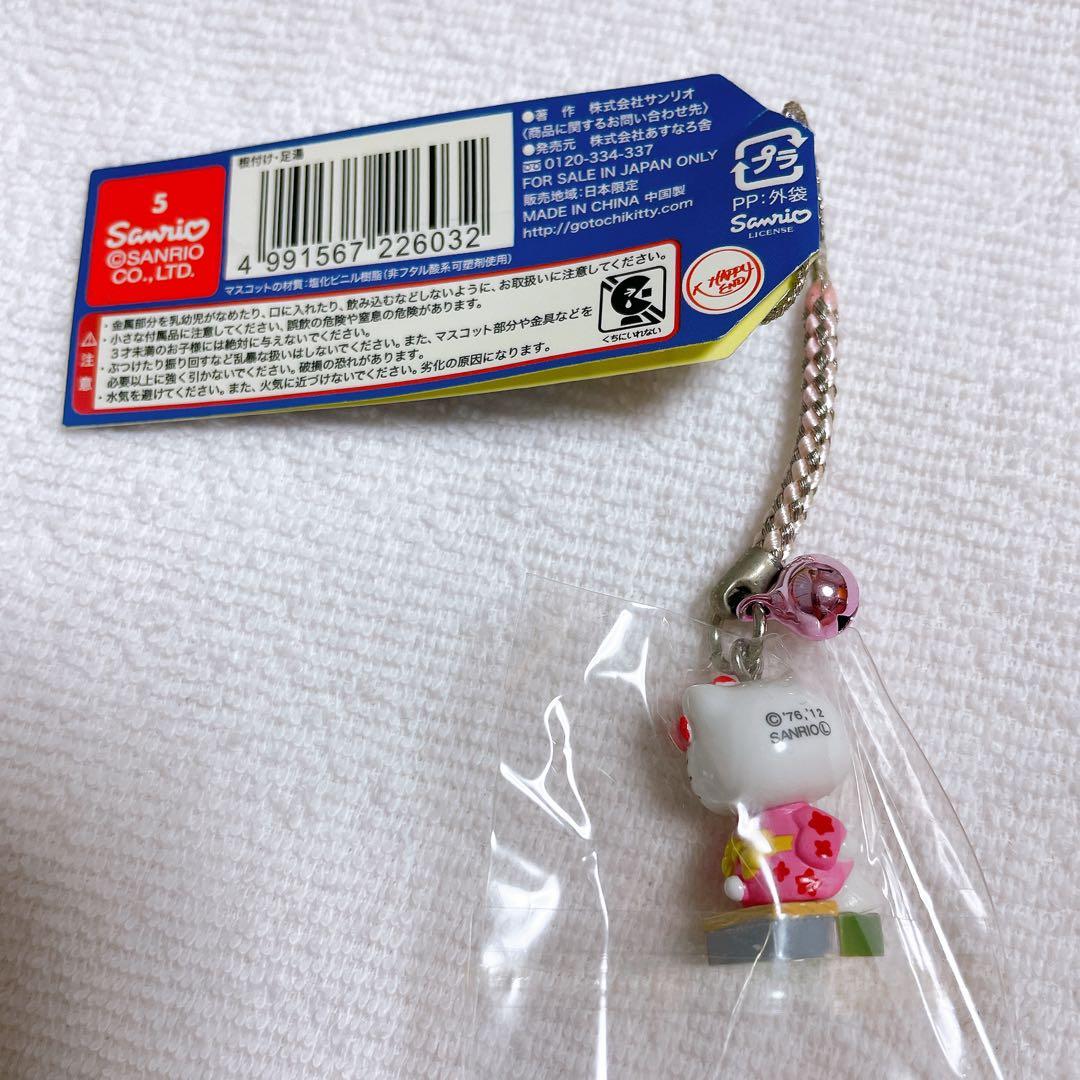 5
Sanrio
©SANRIO
CO.,LTD.
根付け・足湯
4 991567 226032
マスコットの材質：塩化ビニル樹脂（非フタル酸系可塑剤使用）
●著　作　株式会社サンリオ
〈商品に関するお問い合わせ先〉
●発売元　株式会社あすなろ舎
0120-334-337
FOR SALE IN JAPAN ONLY
販売地域：日本限定
MADE IN CHINA 中国製
http://gotochikitty.com
プラ
PP：外袋
Sanrio
LICENSE
HAPPY
END
注意
・金属部分を乳幼児がなめたり、口に入れたり、飲み込むなどしないように、お取扱いに注意してください。
・小さな付属品に注意してください、誤飲の危険や窒息の危険があります。
3才未満のお子様には絶対に与えないでください。
・ぶつけたり振り回すなど乱暴な扱いはしないでください。また、マスコット部分や金具などを
必要以上に強く引かないでください。破損の恐れがあります。
・水気を避けてください。また、火気に近づけないでください。劣化の原因になります。
くちにいれない
©'76,'12
SANRIOⓁ